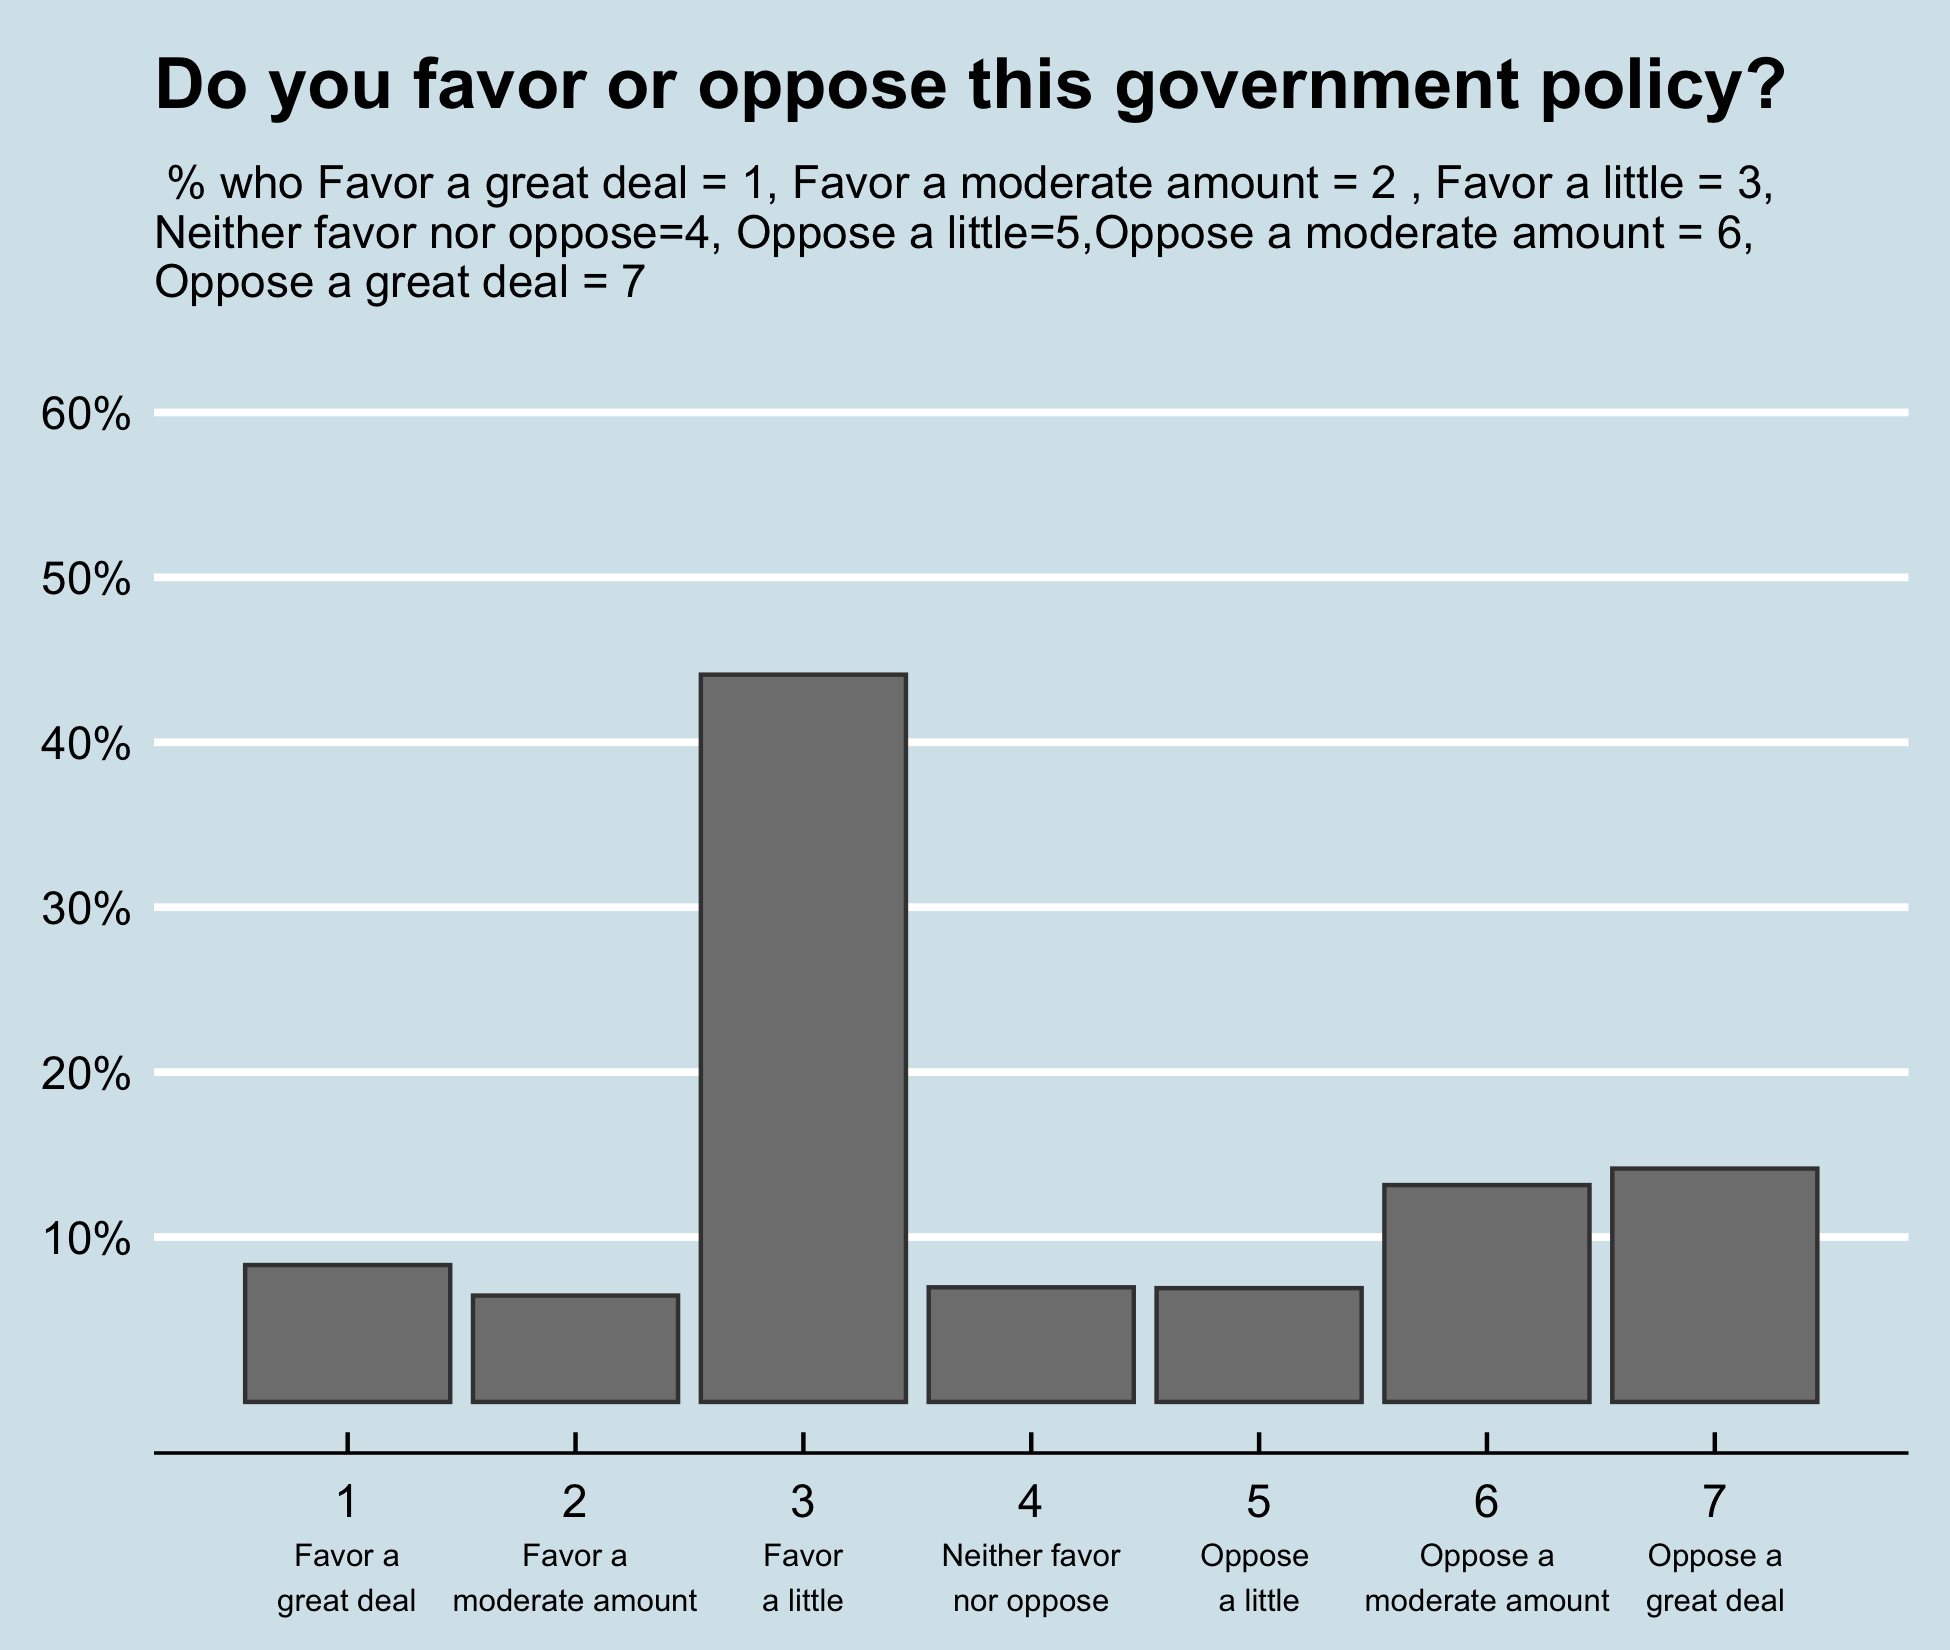 Do you favor or oppose this government policy?
% who Favor a great deal = 1, Favor a moderate amount = 2 , Favor a little = 3,
Neither favor nor oppose=4, Oppose a little=5,Oppose a moderate amount = 6,
Oppose a great deal = 7
60%
50%
40%
30%
20%
10%
1 2 3 4 5 6 7
Favor a Favor a Favor Neither favor Oppose Oppose a Oppose a
great deal moderate amount a little nor oppose a little moderate amount great deal